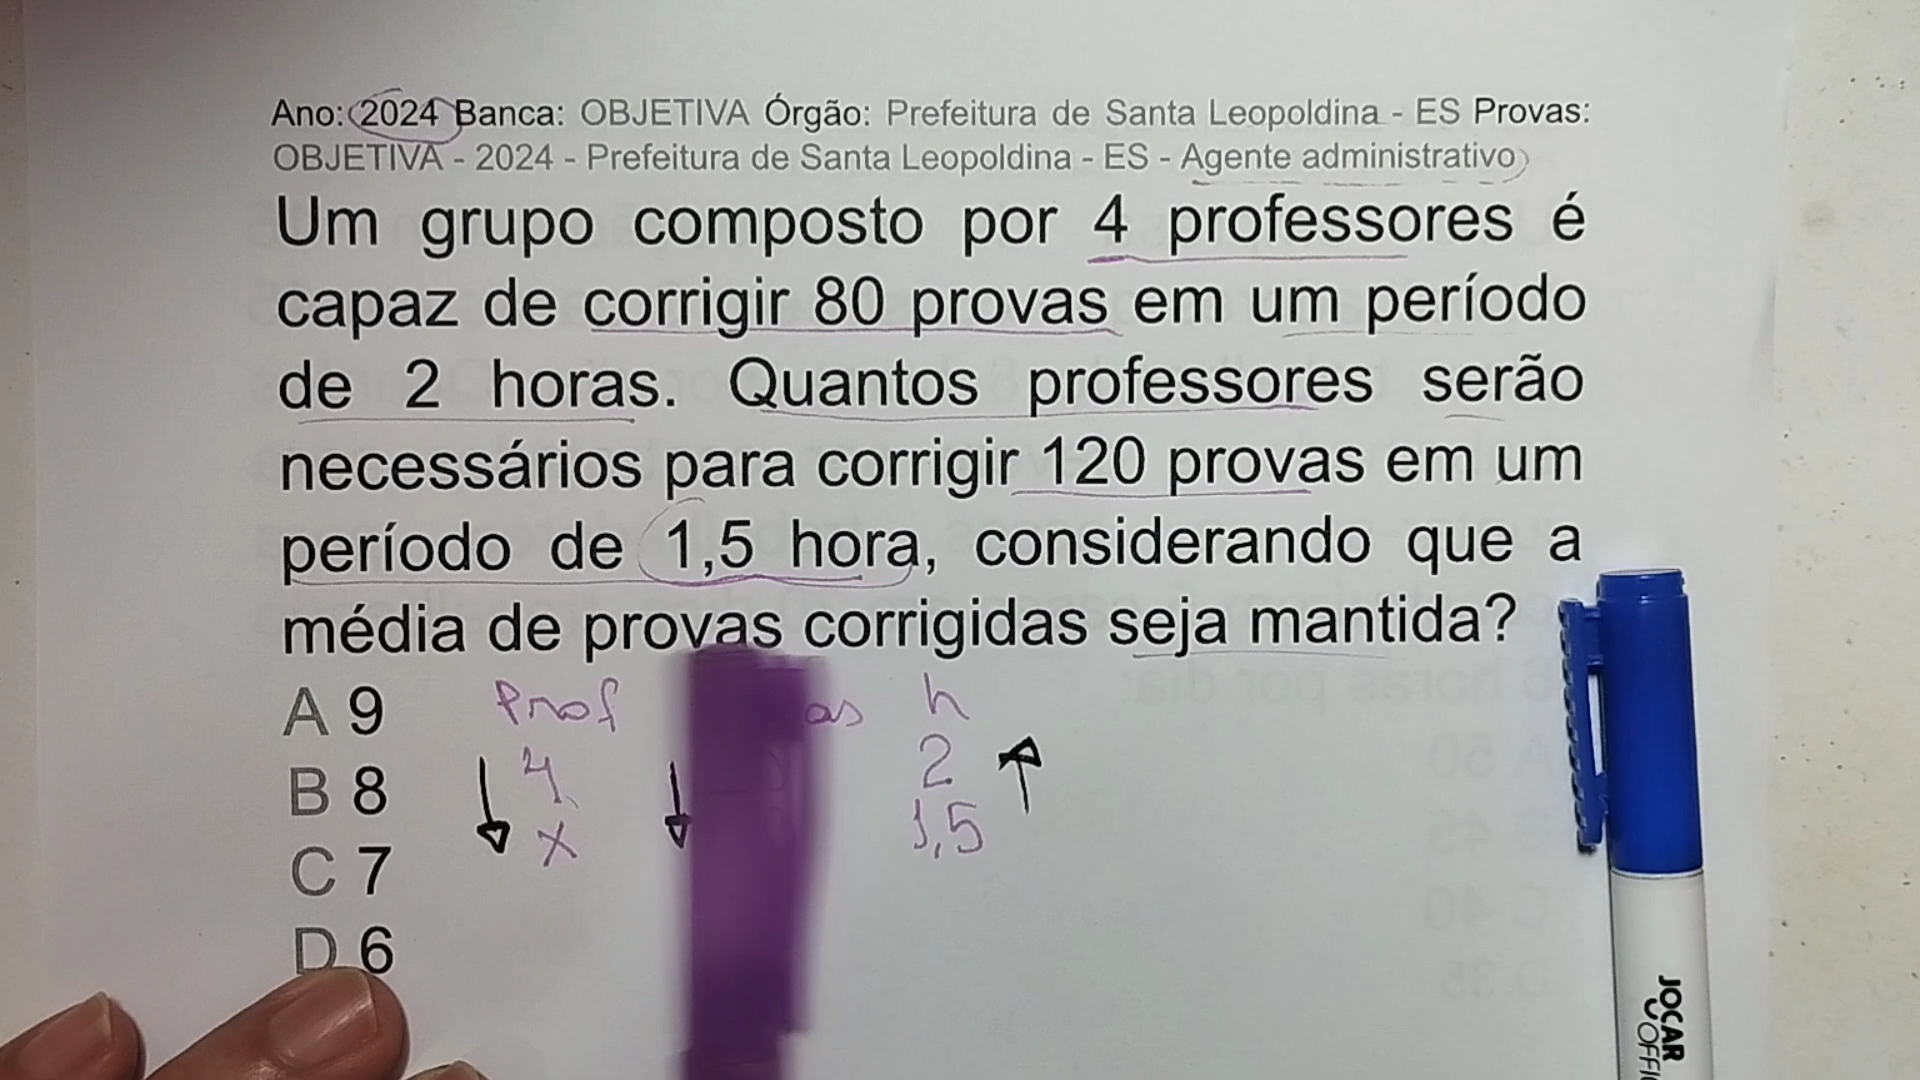 Ano: 2024 Banca: OBJETIVA Órgão: Prefeitura de Santa Leopoldina - ES Provas:
OBJETIVA - 2024 - Prefeitura de Santa Leopoldina - ES - Agente administrativo
Um grupo composto por 4 professores é
capaz de corrigir 80 provas em um período
de 2 horas. Quantos professores serão
necessários para corrigir 120 provas em um
período de 1,5 hora, considerando que a
média de provas corrigidas seja mantida?
A 9
B 8
C 7
D 6
Prof as h
4 2
x 1,5
JOCAR
OFFI